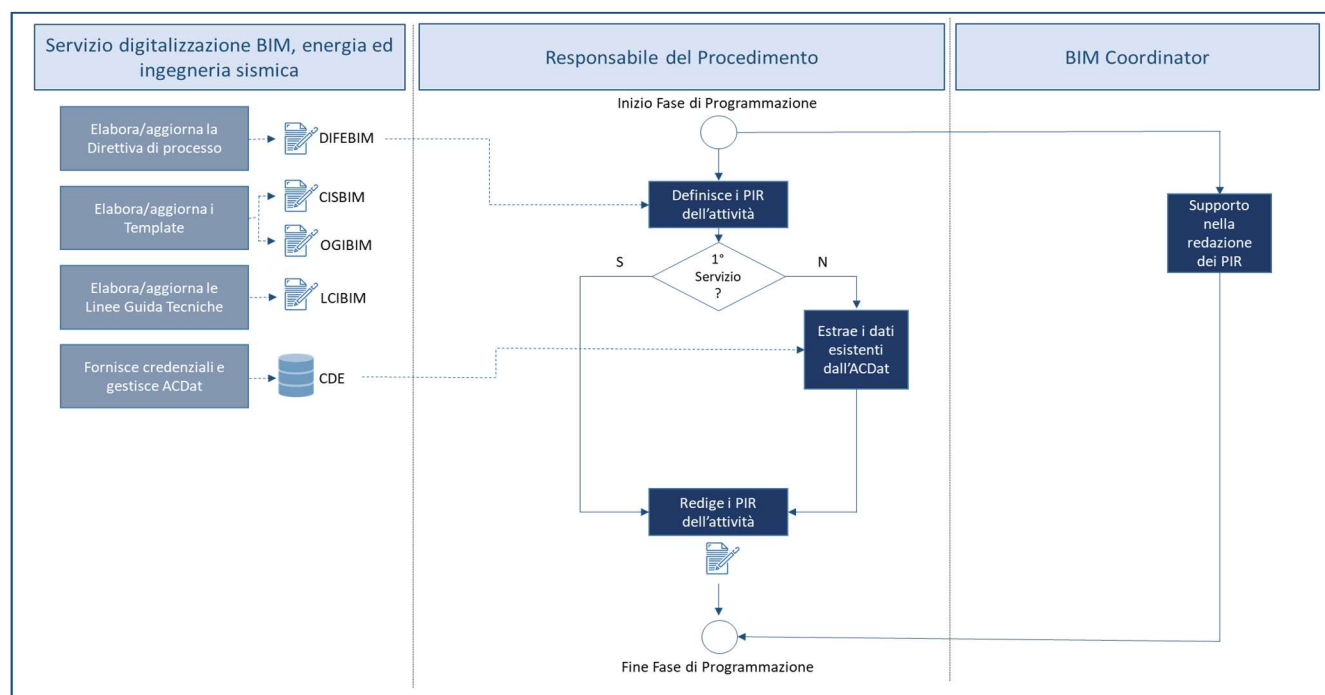 Servizio digitalizzazione BIM, energia ed
ingegneria sismica
Responsabile del Procedimento
BIM Coordinator
Elabora/aggiorna la
Direttiva di processo
DIFEBIM
Elabora/aggiorna i
Template
CISBIM
OGIBIM
Elabora/aggiorna le
Linee Guida Tecniche
LCIBIM
Fornisce credenziali e
gestisce ACDat
CDE
Inizio Fase di Programmazione
Definisce i PIR
dell’attività
S
1°
Servizio
?
N
Estrae i dati
esistenti
dall’ACDat
Redige i PIR
dell’attività
Fine Fase di Programmazione
Supporto
nella
redazione
dei PIR